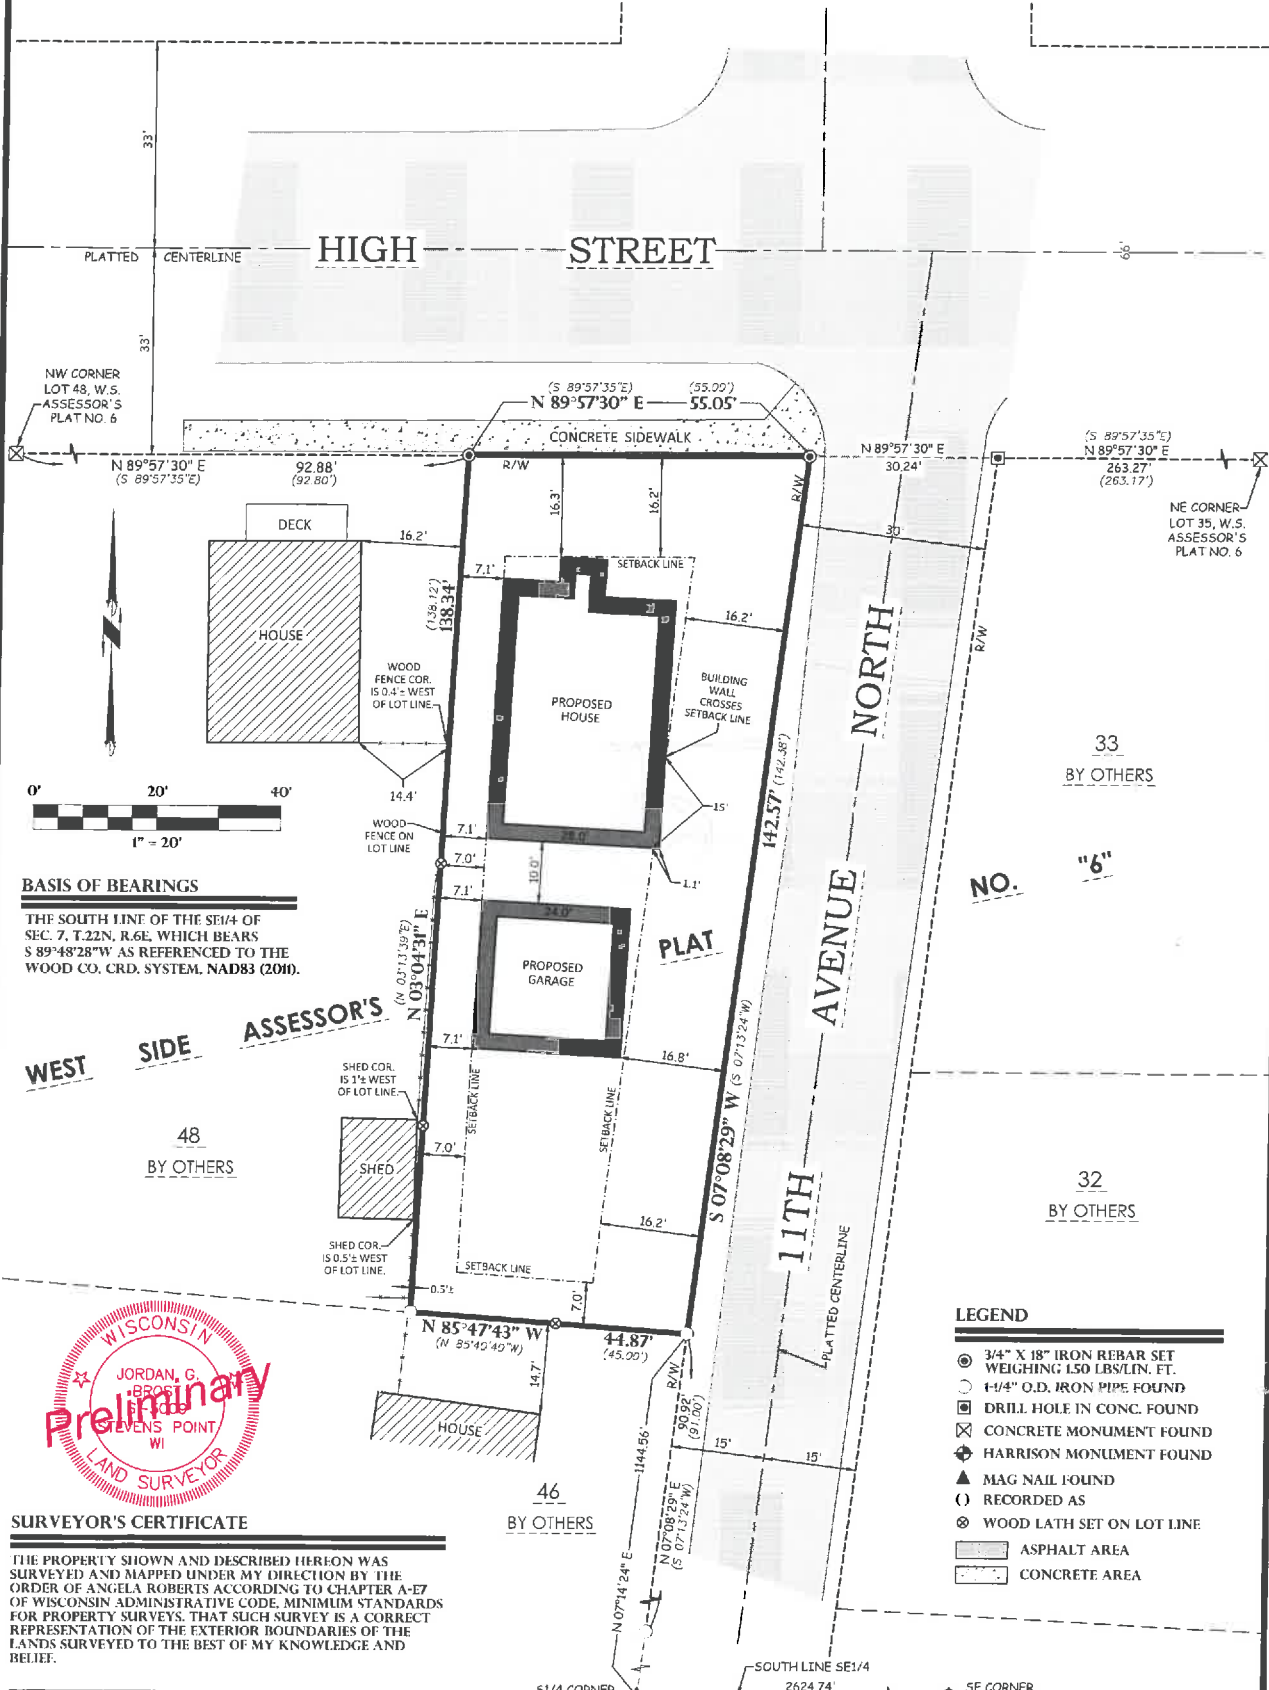 33'
HIGH STREET
PLATTED CENTERLINE
66'
33'
NW CORNER
LOT 48, W.S.
ASSESSOR'S
PLAT NO. 6
(S 89°57'35"E) (55.00')
N 89°57'30" E 55.05'
CONCRETE SIDEWALK
N 89°57'30" E 92.88'
(S 89°57'35"E) (92.80')
R/W
R/W
N 89°57'30" E
30.24'
(S 89°57'35"E)
N 89°57'30" E
263.27'
(263.17')
NE CORNER
LOT 35, W.S.
ASSESSOR'S
PLAT NO. 6
DECK
16.2'
16.3'
16.2'
30'
SETBACK LINE
7.1'
138.34'
(138.12')
HOUSE
16.2'
R/W
WOOD
FENCE COR.
IS 0.4'± WEST
OF LOT LINE.
PROPOSED
HOUSE
BUILDING
WALL
CROSSES
SETBACK LINE
11TH AVENUE NORTH
33
BY OTHERS
0' 20' 40'
1" = 20'
14.4'
15'
142.57' (142.38')
WOOD
FENCE ON
LOT LINE
7.1'
7.0'
10.0'
1.1'
7.1'
24.0'
BASIS OF BEARINGS
THE SOUTH LINE OF THE SE1/4 OF
SEC. 7, T.22N, R.6E, WHICH BEARS
S 89°48'28"W AS REFERENCED TO THE
WOOD CO. CRD. SYSTEM, NAD83 (2011).
N 03°04'31" E
(N 03°13'39"E)
PROPOSED
GARAGE
WEST SIDE ASSESSOR'S PLAT NO. "6"
7.1'
16.8'
SHED COR.
IS 1'± WEST
OF LOT LINE.
SETBACK LINE
SETBACK LINE
S 07°08'29" W (S 07°13'24"W)
48
BY OTHERS
SHED
7.0'
32
BY OTHERS
16.2'
SHED COR.
IS 0.5'± WEST
OF LOT LINE.
SETBACK LINE
0.5'±
7.0'
PLATTED CENTERLINE
N 85°47'43" W 44.87'
(N 85°40'40"W) (45.00')
14.7'
R/W
HOUSE
90.92'
(91.00')
1144.56'
15'
15'
N 07°08'29" E
(S 07°13'24"W)
N 07°14'24" E
46
BY OTHERS
WISCONSIN
JORDAN, G.
BROST
STEVENS POINT,
WI
LAND SURVEYOR
Preliminary
LEGEND
3/4" X 18" IRON REBAR SET
WEIGHING 1.50 LBS/LIN. FT.
1-1/4" O.D. IRON PIPE FOUND
DRILL HOLE IN CONC. FOUND
CONCRETE MONUMENT FOUND
HARRISON MONUMENT FOUND
MAG NAIL FOUND
() RECORDED AS
WOOD LATH SET ON LOT LINE
ASPHALT AREA
CONCRETE AREA
SURVEYOR'S CERTIFICATE
THE PROPERTY SHOWN AND DESCRIBED HEREON WAS
SURVEYED AND MAPPED UNDER MY DIRECTION BY THE
ORDER OF ANGELA ROBERTS ACCORDING TO CHAPTER A-E7
OF WISCONSIN ADMINISTRATIVE CODE, MINIMUM STANDARDS
FOR PROPERTY SURVEYS. THAT SUCH SURVEY IS A CORRECT
REPRESENTATION OF THE EXTERIOR BOUNDARIES OF THE
LANDS SURVEYED TO THE BEST OF MY KNOWLEDGE AND
BELIEF.
SOUTH LINE SE1/4
2624.74'
S1/4 CORNER
SE CORNER